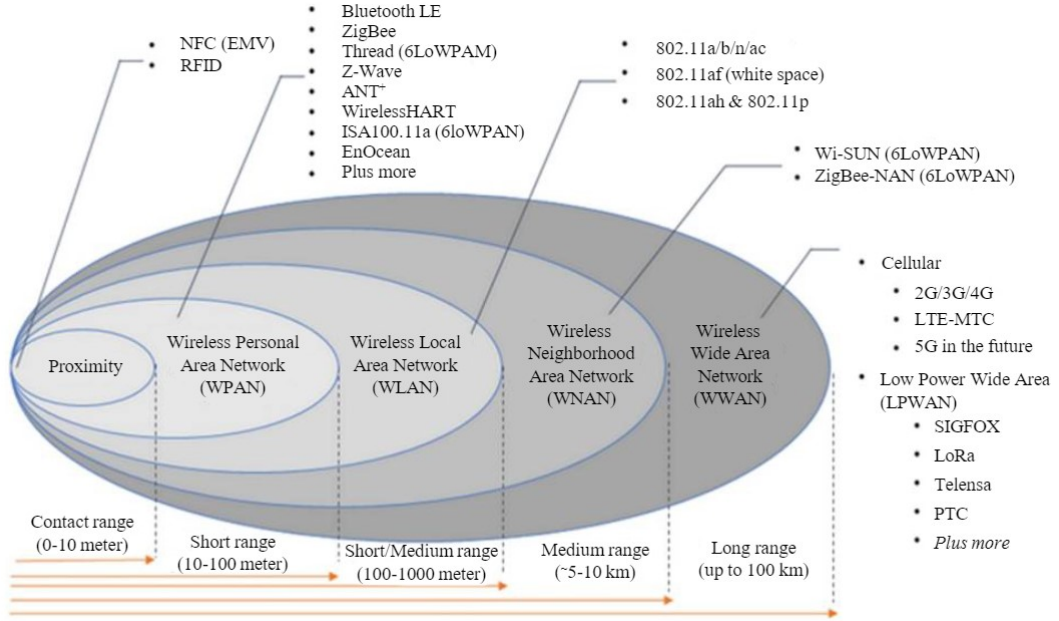 NFC (EMV)
RFID
Bluetooth LE
ZigBee
Thread (6LoWPAM)
Z-Wave
ANT⁺
WirelessHART
ISA100.11a (6loWPAN)
EnOcean
Plus more
802.11a/b/n/ac
802.11af (white space)
802.11ah & 802.11p
Wi-SUN (6LoWPAN)
ZigBee-NAN (6LoWPAN)
Cellular
2G/3G/4G
LTE-MTC
5G in the future
Low Power Wide Area
(LPWAN)
SIGFOX
LoRa
Telensa
PTC
Plus more
Proximity
Wireless Personal
Area Network
(WPAN)
Wireless Local
Area Network
(WLAN)
Wireless
Neighborhood
Area Network
(WNAN)
Wireless
Wide Area
Network
(WWAN)
Contact range
(0-10 meter)
Short range
(10-100 meter)
Short/Medium range
(100-1000 meter)
Medium range
(~5-10 km)
Long range
(up to 100 km)